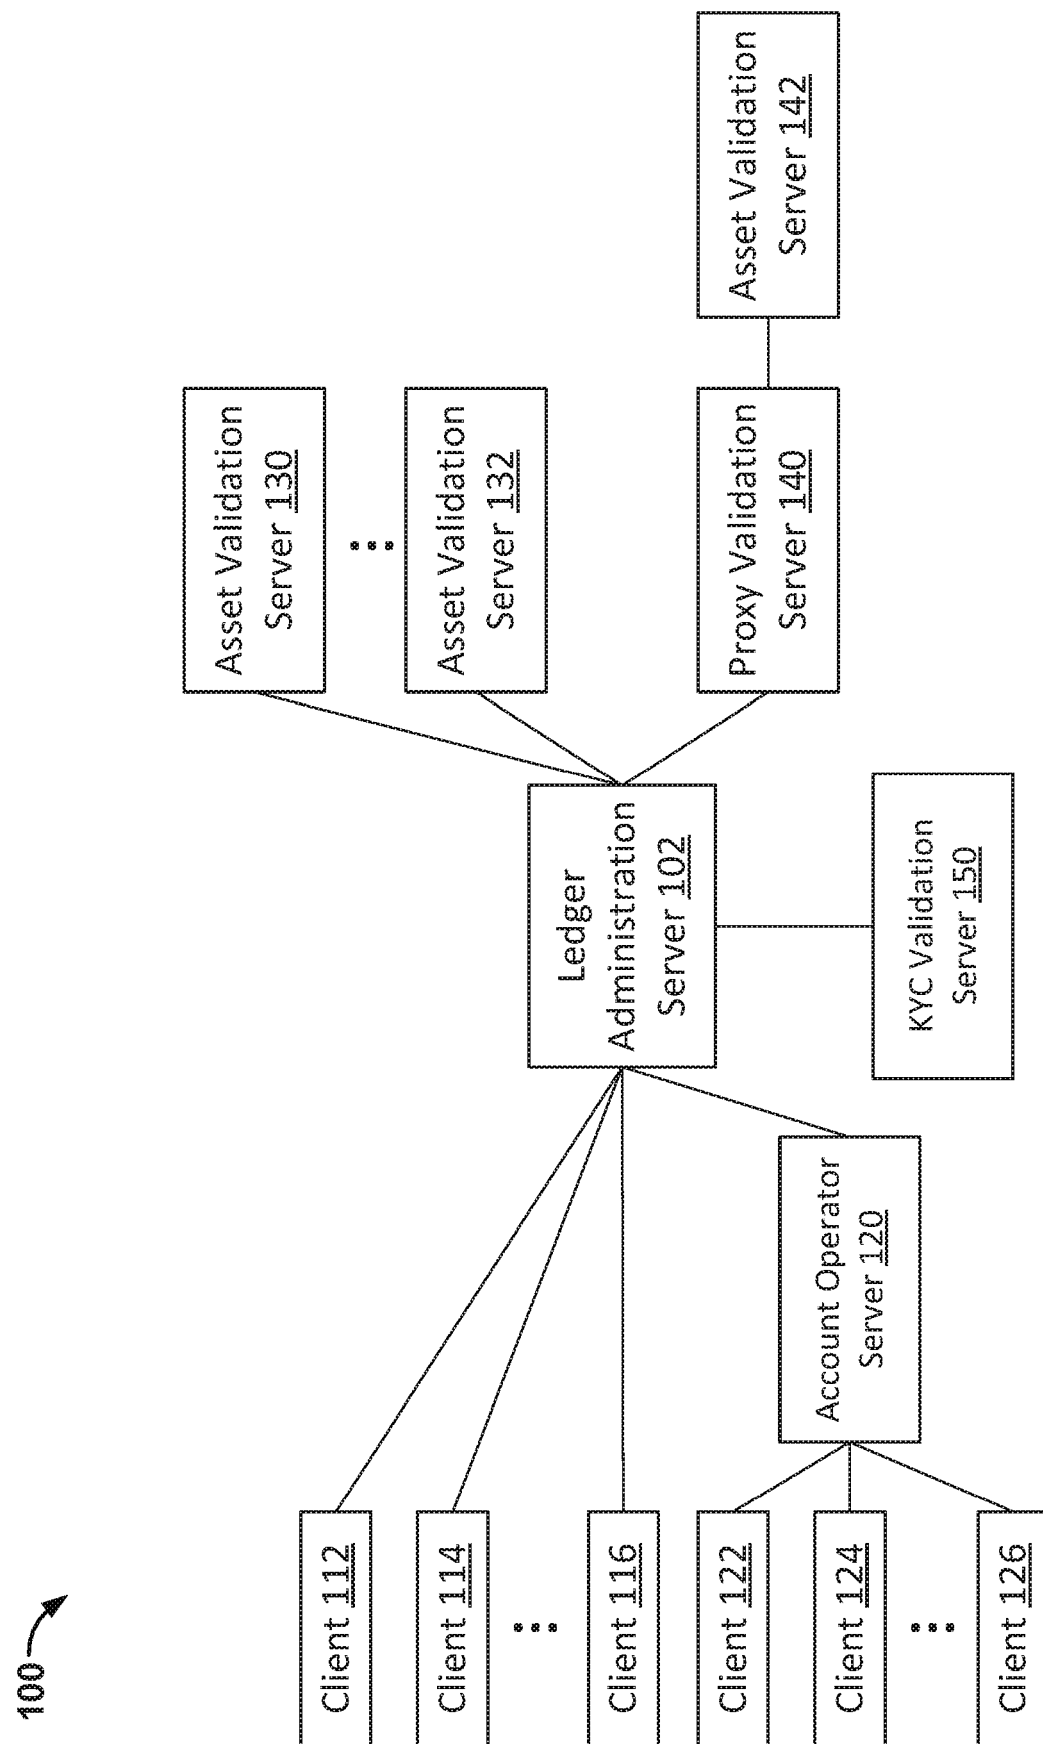 100
Client 112
Client 114
...
Client 116
Client 122
Client 124
...
Client 126
Account Operator
Server 120
Ledger
Administration
Server 102
KYC Validation
Server 150
Asset Validation
Server 130
...
Asset Validation
Server 132
Proxy Validation
Server 140
Asset Validation
Server 142